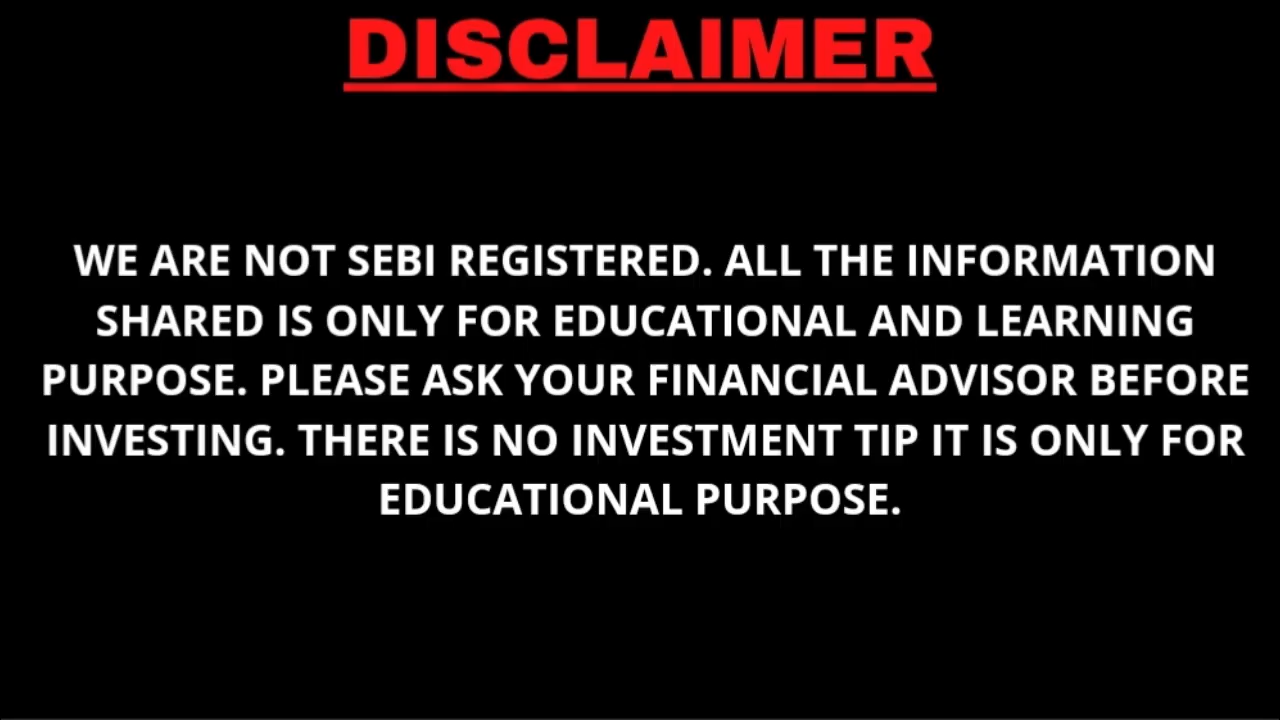 DISCLAIMER
WE ARE NOT SEBI REGISTERED. ALL THE INFORMATION
SHARED IS ONLY FOR EDUCATIONAL AND LEARNING
PURPOSE. PLEASE ASK YOUR FINANCIAL ADVISOR BEFORE
INVESTING. THERE IS NO INVESTMENT TIP IT IS ONLY FOR
EDUCATIONAL PURPOSE.